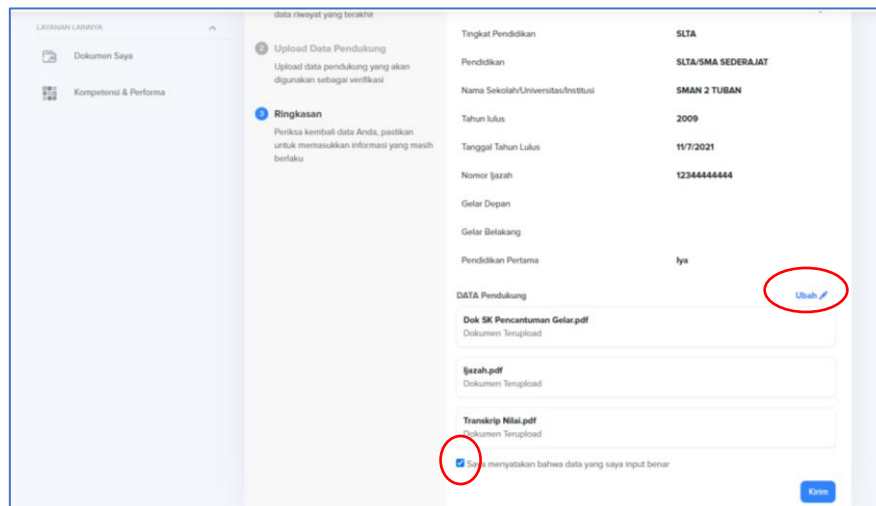 LAYANAN LAINNYA
Dokumen Saya
Kompetensi & Performa
data riwayat yang terakhir
2 Upload Data Pendukung
Upload data pendukung yang akan
digunakan sebagai verifikasi
3 Ringkasan
Periksa kembali data Anda, pastikan
untuk memasukkan informasi yang masih
berlaku
Tingkat Pendidikan SLTA
Pendidikan SLTA/SMA SEDERAJAT
Nama Sekolah/Universitas/Institusi SMAN 2 TUBAN
Tahun lulus 2009
Tanggal Tahun Lulus 11/7/2021
Nomor Ijazah 12344444444
Gelar Depan
Gelar Belakang
Pendidikan Pertama Iya
DATA Pendukung Ubah
Dok SK Pencantuman Gelar.pdf
Dokumen Terupload
Ijazah.pdf
Dokumen Terupload
Transkrip Nilai.pdf
Dokumen Terupload
Saya menyatakan bahwa data yang saya input benar
Kirim